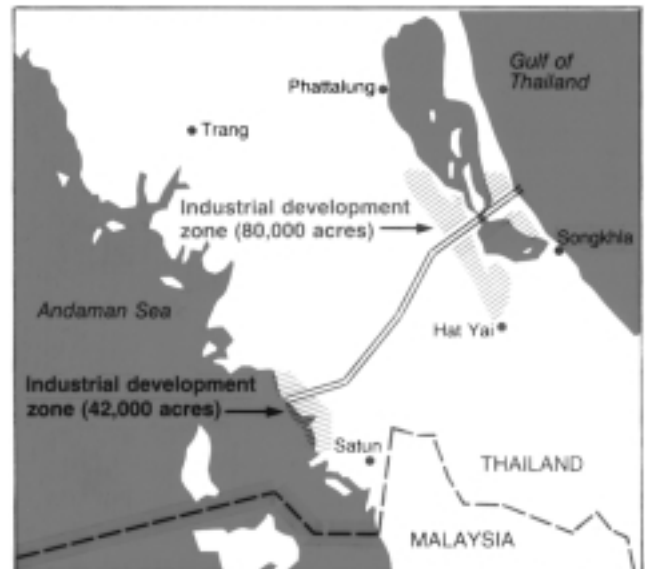 Gulf of
Thailand
Phattalung
Trang
Industrial development
zone (80,000 acres)
Songkhla
Andaman Sea
Hat Yai
Industrial development
zone (42,000 acres)
Satun
THAILAND
MALAYSIA